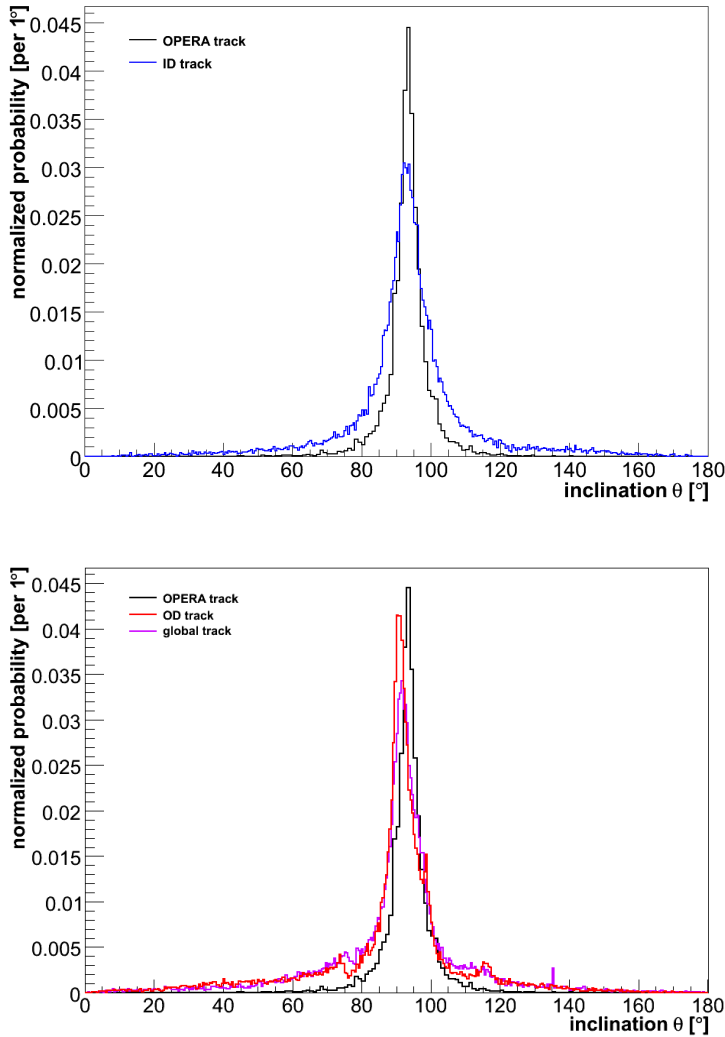 normalized probability [per 1°]
0.045
0.04
0.035
0.03
0.025
0.02
0.015
0.01
0.005
0
OPERA track
ID track
0 20 40 60 80 100 120 140 160 180
inclination θ [°]
normalized probability [per 1°]
0.045
0.04
0.035
0.03
0.025
0.02
0.015
0.01
0.005
0
OPERA track
OD track
global track
0 20 40 60 80 100 120 140 160 180
inclination θ [°]